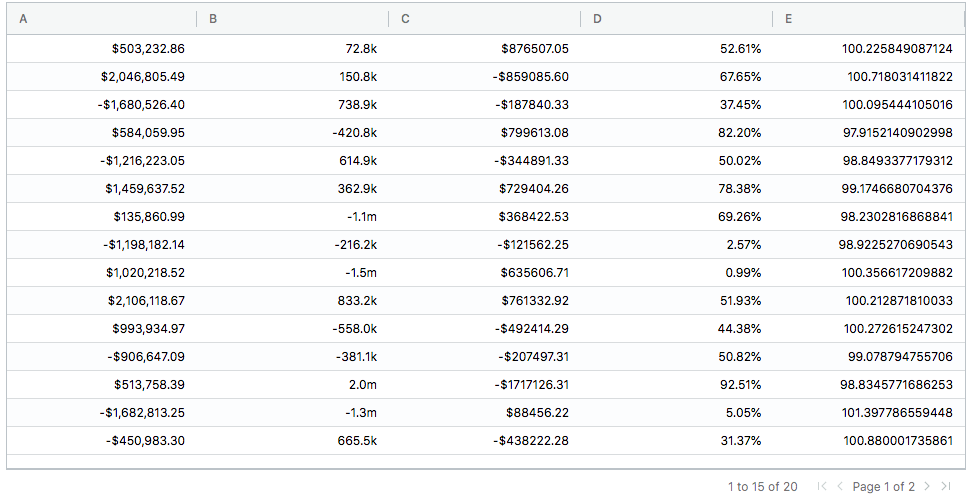 A B C D E
$503,232.86 72.8k $876507.05 52.61% 100.225849087124
$2,046,805.49 150.8k -$859085.60 67.65% 100.718031411822
-$1,680,526.40 738.9k -$187840.33 37.45% 100.095444105016
$584,059.95 -420.8k $799613.08 82.20% 97.9152140902998
-$1,216,223.05 614.9k -$344891.33 50.02% 98.8493377179312
$1,459,637.52 362.9k $729404.26 78.38% 99.1746680704376
$135,860.99 -1.1m $368422.53 69.26% 98.2302816868841
-$1,198,182.14 -216.2k -$121562.25 2.57% 98.9225270690543
$1,020,218.52 -1.5m $635606.71 0.99% 100.356617209882
$2,106,118.67 833.2k $761332.92 51.93% 100.212871810033
$993,934.97 -558.0k -$492414.29 44.38% 100.272615247302
-$906,647.09 -381.1k -$207497.31 50.82% 99.078794755706
$513,758.39 2.0m -$1717126.31 92.51% 98.8345771686253
-$1,682,813.25 -1.3m $88456.22 5.05% 101.397786559448
-$450,983.30 665.5k -$438222.28 31.37% 100.880001735861
1 to 15 of 20 Page 1 of 2